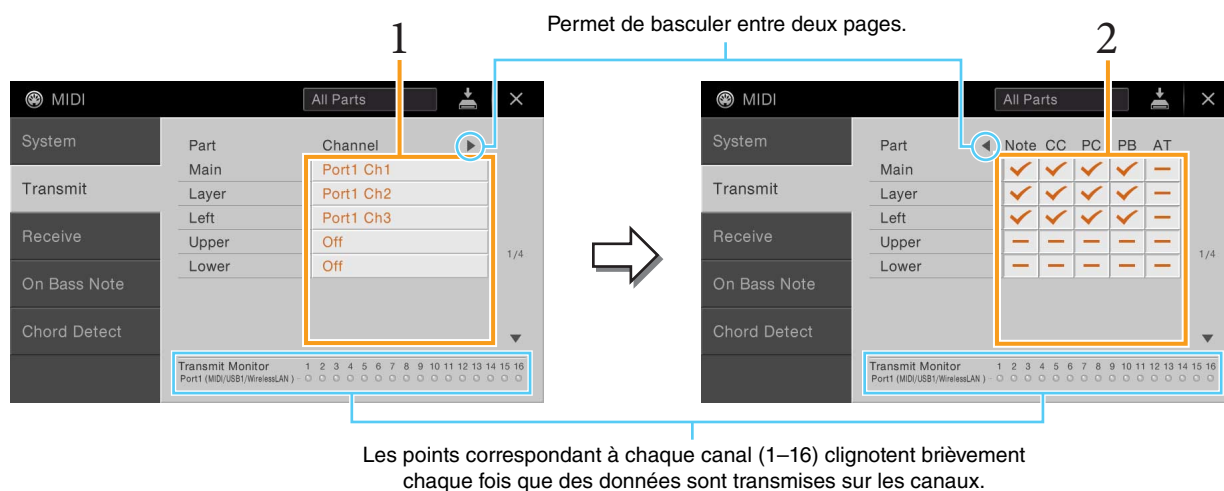 Permet de basculer entre deux pages.
1
2
MIDI
All Parts
System
Transmit
Receive
On Bass Note
Chord Detect
Part Channel
Main Port1 Ch1
Layer Port1 Ch2
Left Port1 Ch3
Upper Off
Lower Off
1/4
Transmit Monitor 1 2 3 4 5 6 7 8 9 10 11 12 13 14 15 16
Port1 (MIDI/USB1/WirelessLAN)
MIDI
All Parts
System
Transmit
Receive
On Bass Note
Chord Detect
Part Note CC PC PB AT
Main
Layer
Left
Upper
Lower
1/4
Transmit Monitor 1 2 3 4 5 6 7 8 9 10 11 12 13 14 15 16
Port1 (MIDI/USB1/WirelessLAN)
Les points correspondant à chaque canal (1–16) clignotent brièvement
chaque fois que des données sont transmises sur les canaux.